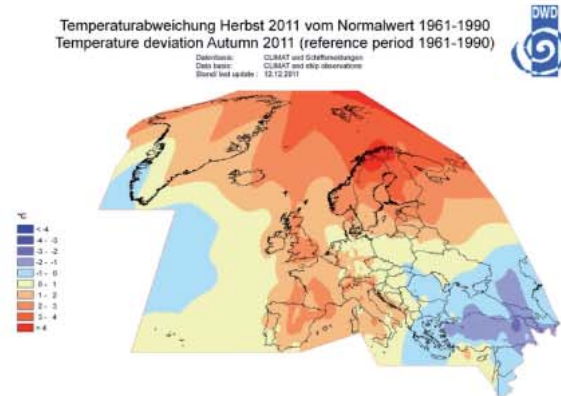 Temperaturabweichung Herbst 2011 vom Normalwert 1961-1990
Temperature deviation Autumn 2011 (reference period 1961-1990)
Datenbasis: CLIMAT und Schiffsmeldungen
Data basis: CLIMAT and ship observations
Stand/ last update : 12.12.2011
DWD
°C
< -4
-4 - -3
-3 - -2
-2 - -1
-1 - 0
0 - 1
1 - 2
2 - 3
3 - 4
> 4